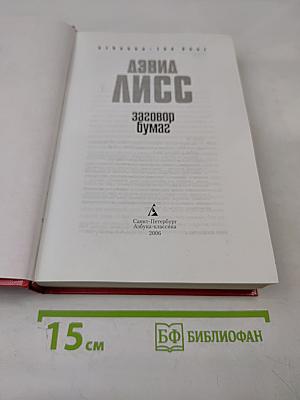 ДЭВИД
ЛИСС
заговор
бумаг
Санкт-Петербург
Азбука-классика
2006
15 см
БФ БИБЛИОФАН